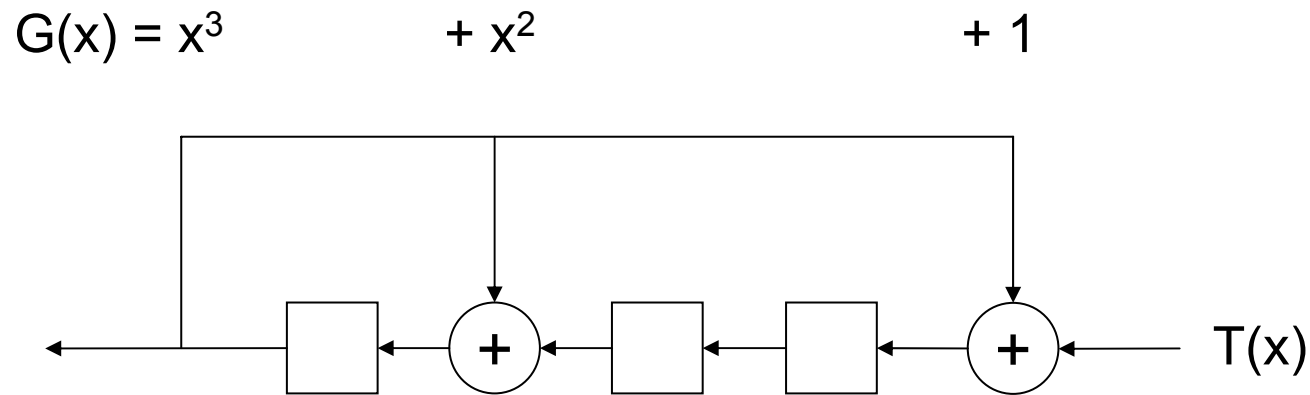 G(x) = x³ + x² + 1
+ + T(x)